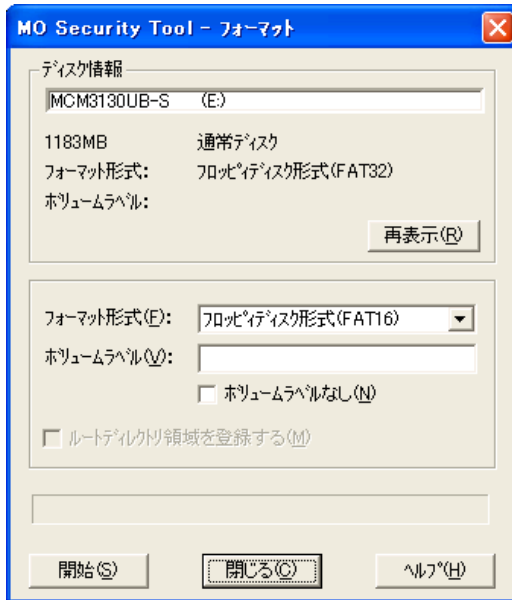 MO Security Tool - ﾌｫｰﾏｯﾄ
ﾃﾞｨｽｸ情報
MCM3130UB-S (E:)
1183MB 通常ﾃﾞｨｽｸ
ﾌｫｰﾏｯﾄ形式: ﾌﾛｯﾋﾟｨﾃﾞｨｽｸ形式(FAT32)
ﾎﾞﾘｭｰﾑﾗﾍﾞﾙ:
再表示(R)
ﾌｫｰﾏｯﾄ形式(F): ﾌﾛｯﾋﾟｨﾃﾞｨｽｸ形式(FAT16)
ﾎﾞﾘｭｰﾑﾗﾍﾞﾙ(V):
ﾎﾞﾘｭｰﾑﾗﾍﾞﾙなし(N)
ﾙｰﾄﾃﾞｨﾚｸﾄﾘ領域を登録する(M)
開始(S) 閉じる(C) ﾍﾙﾌﾟ(H)